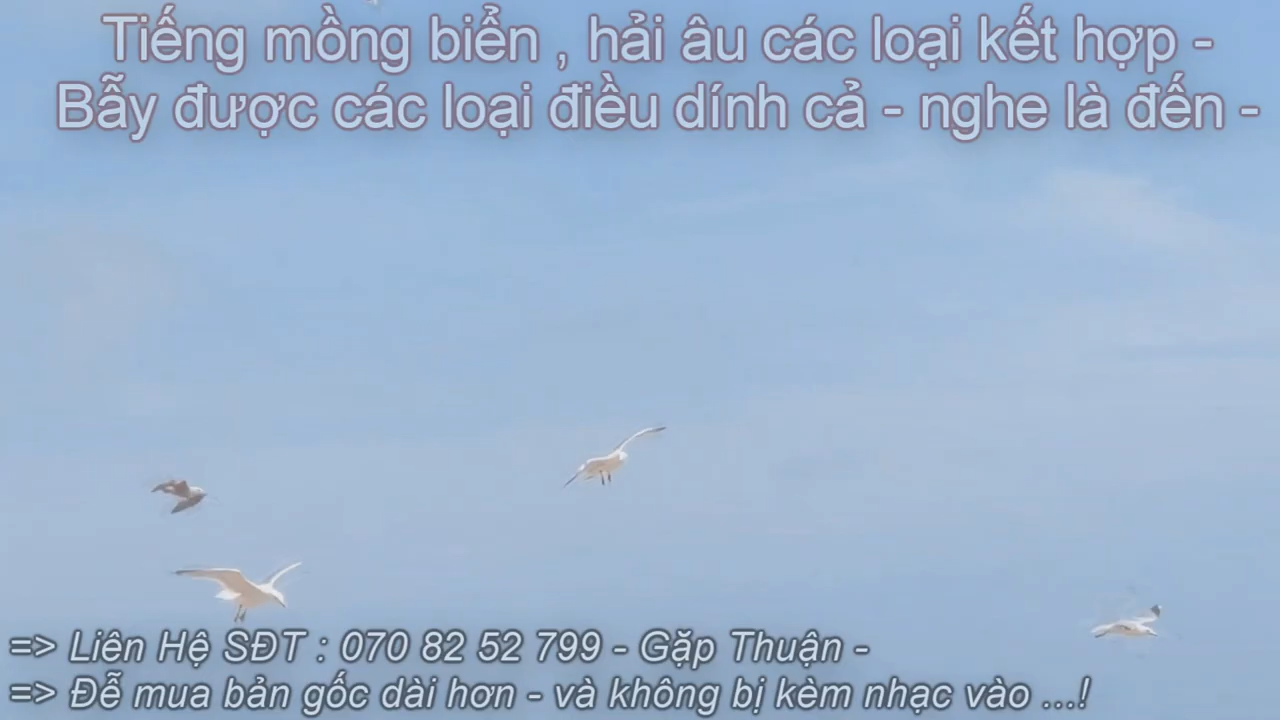 Tiếng mồng biển , hải âu các loại kết hợp -
Bẫy được các loại điều dính cả - nghe là đến -
=> Liên Hệ SĐT : 070 82 52 799 - Gặp Thuận -
=> Đễ mua bản gốc dài hơn - và không bị kèm nhạc vào ...!